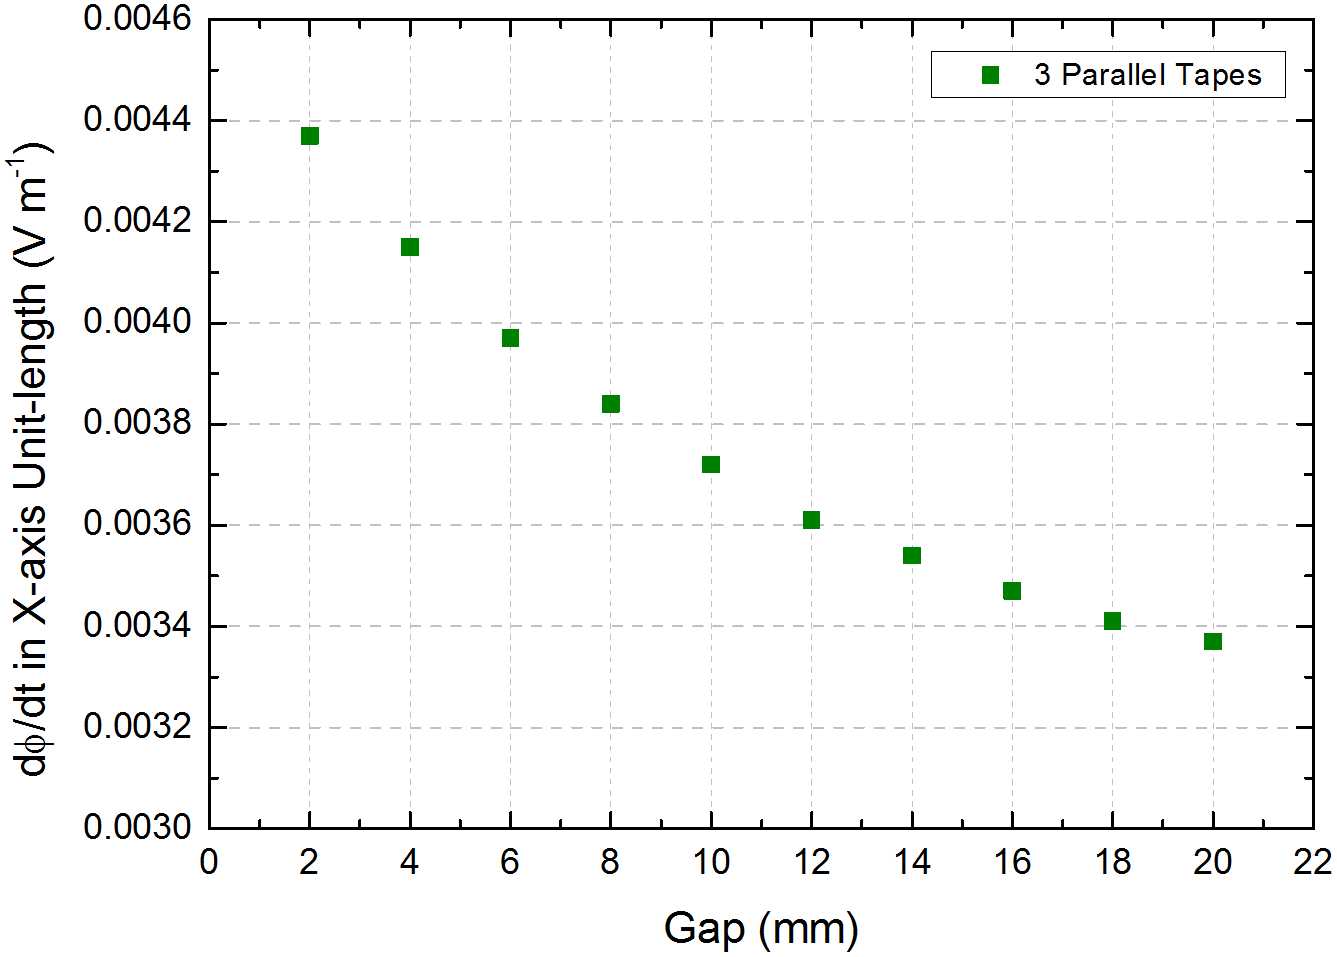 3 Parallel Tapes
dϕ/dt in X-axis Unit-length (V m⁻¹)
0.0046
0.0044
0.0042
0.0040
0.0038
0.0036
0.0034
0.0032
0.0030
0 2 4 6 8 10 12 14 16 18 20 22
Gap (mm)